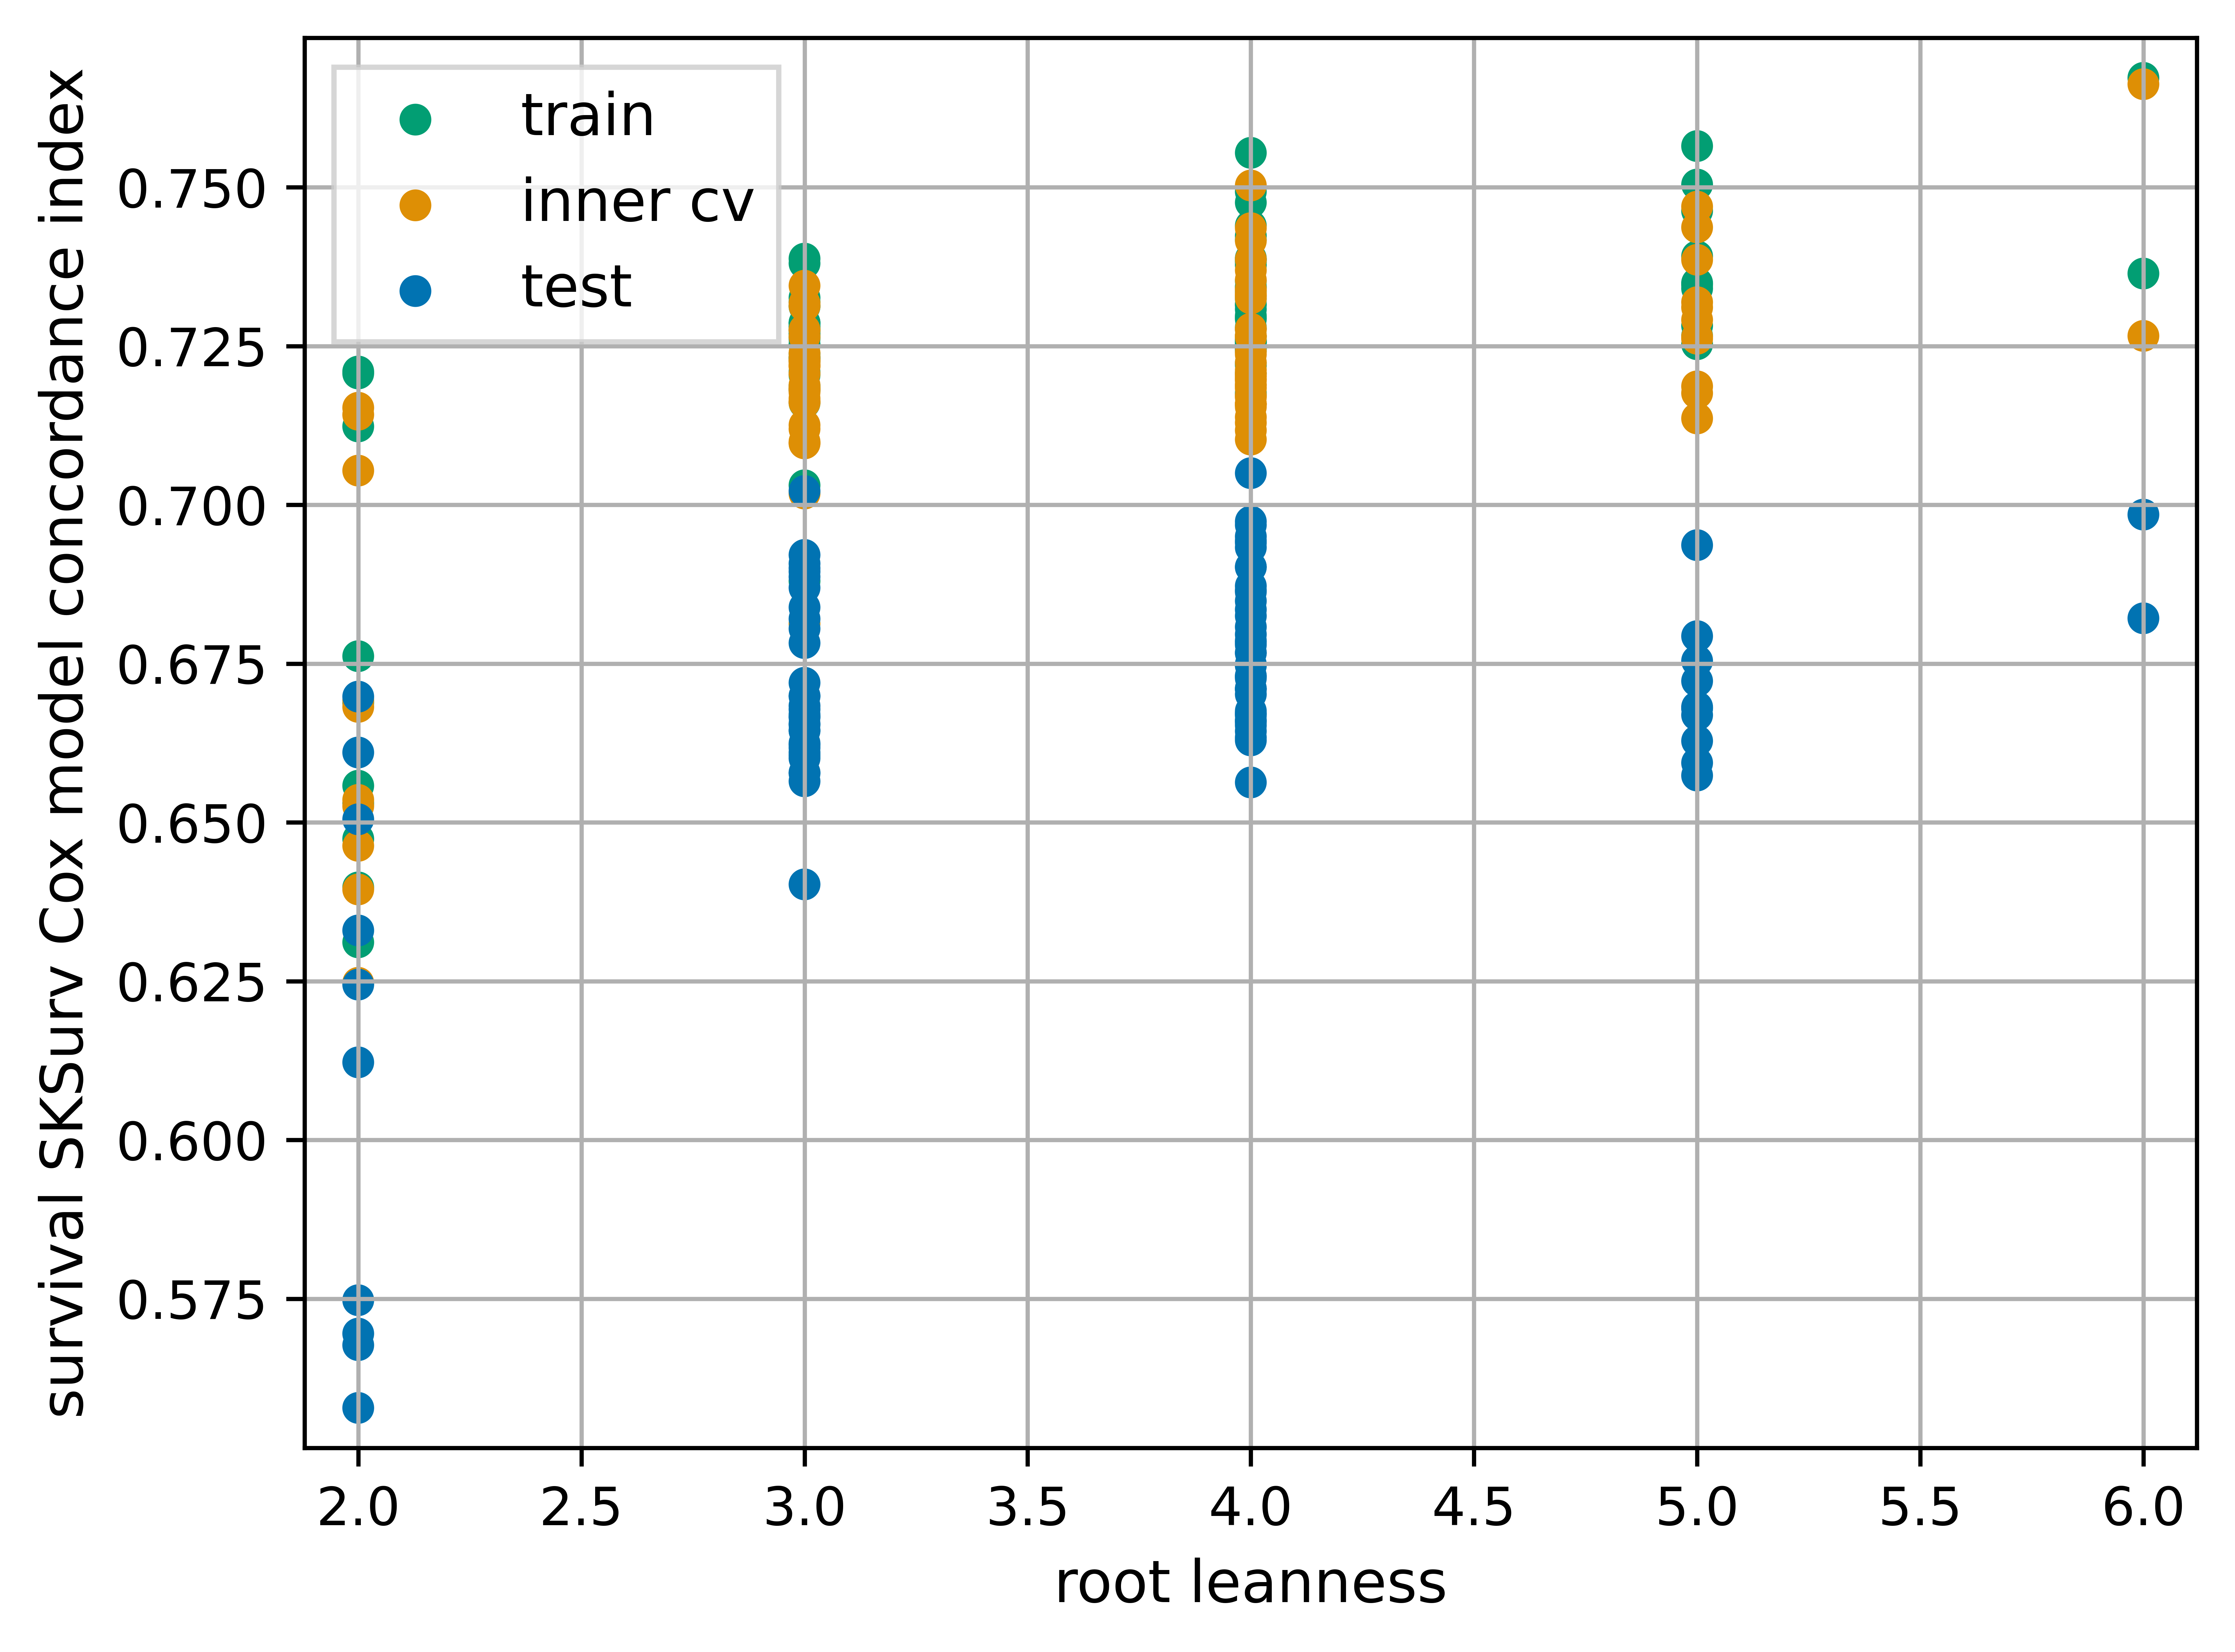 survival SKSurv Cox model concordance index
0.750
0.725
0.700
0.675
0.650
0.625
0.600
0.575
train
inner cv
test
2.0 2.5 3.0 3.5 4.0 4.5 5.0 5.5 6.0
root leanness